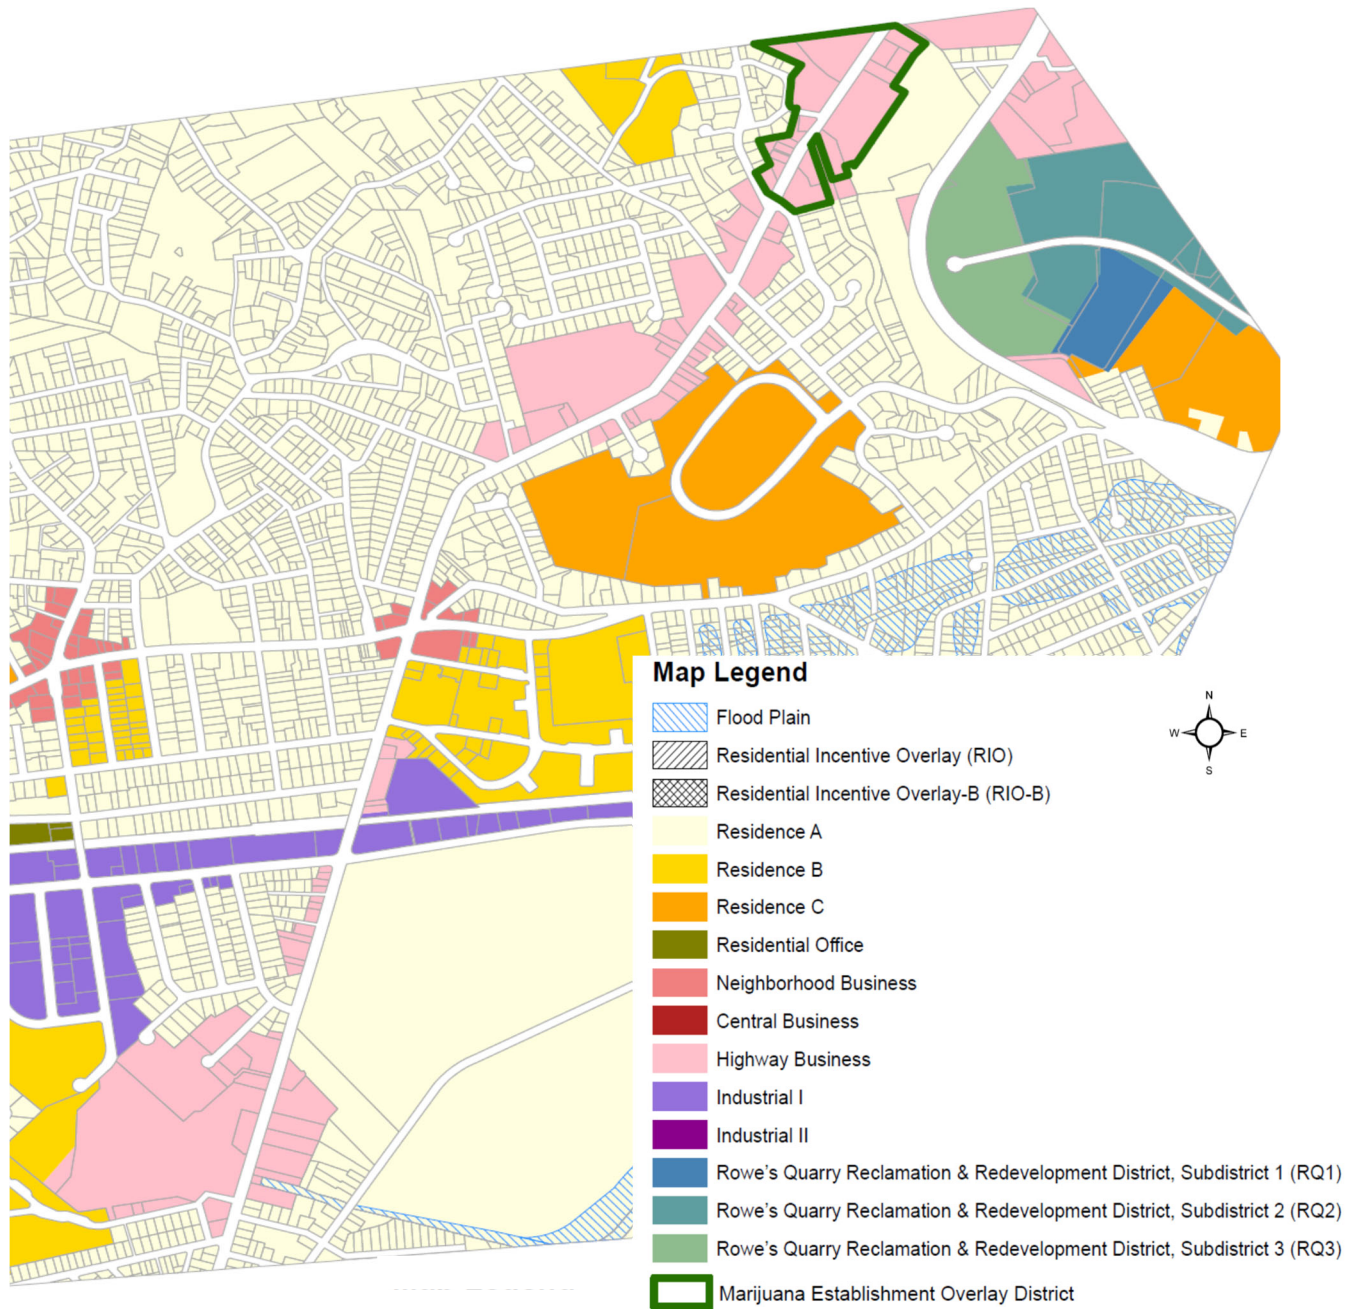 Map Legend
Flood Plain
Residential Incentive Overlay (RIO)
Residential Incentive Overlay-B (RIO-B)
Residence A
Residence B
Residence C
Residential Office
Neighborhood Business
Central Business
Highway Business
Industrial I
Industrial II
Rowe's Quarry Reclamation & Redevelopment District, Subdistrict 1 (RQ1)
Rowe's Quarry Reclamation & Redevelopment District, Subdistrict 2 (RQ2)
Rowe's Quarry Reclamation & Redevelopment District, Subdistrict 3 (RQ3)
Marijuana Establishment Overlay District
N
W E
S